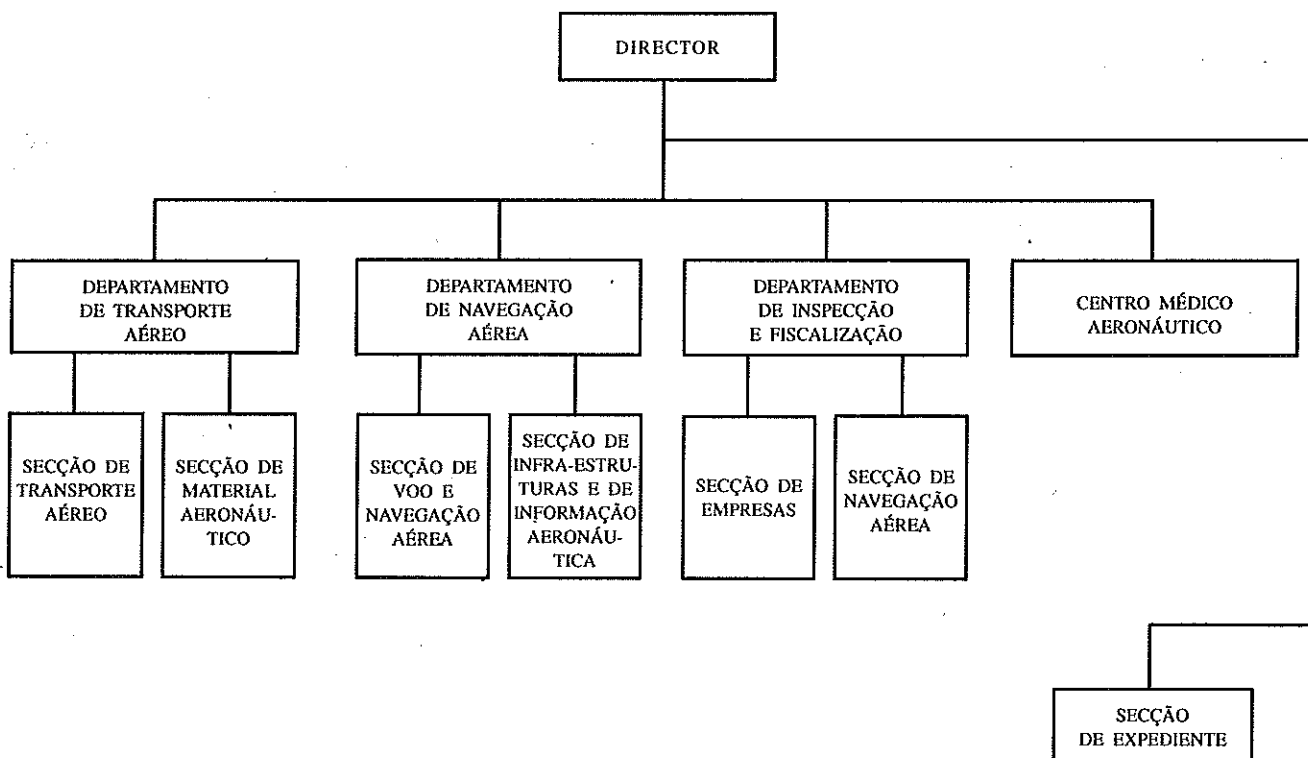 DIRECTOR
DEPARTAMENTO
DE TRANSPORTE
AÉREO
DEPARTAMENTO
DE NAVEGAÇÃO
AÉREA
DEPARTAMENTO
DE INSPECÇÃO
E FISCALIZAÇÃO
CENTRO MÉDICO
AERONÁUTICO
SECÇÃO DE
TRANSPORTE
AÉREO
SECÇÃO DE
MATERIAL
AERONÁU-
TICO
SECÇÃO DE
VOO E
NAVEGAÇÃO
AÉREA
SECÇÃO DE
INFRA-ESTRU-
TURAS E DE
INFORMAÇÃO
AERONÁU-
TICA
SECÇÃO DE
EMPRESAS
SECÇÃO DE
NAVEGAÇÃO
AÉREA
SECÇÃO
DE EXPEDIENTE